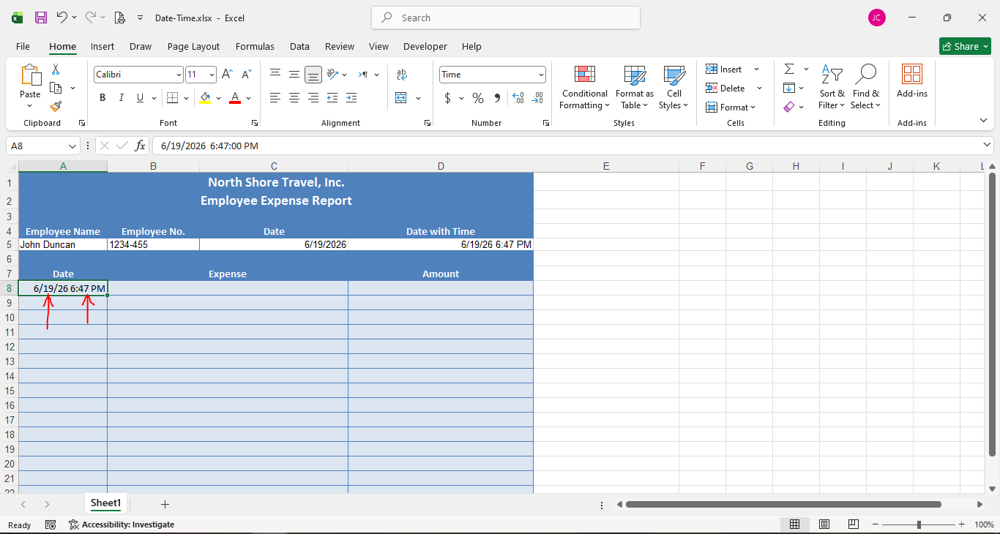 Date-Time.xlsx - Excel
Search
JC
File Home Insert Draw Page Layout Formulas Data Review View Developer Help
Share
Paste
Calibri 11
B I U
A
ab
Time
$ % 9 .00 .00
Conditional Formatting
Format as Table
Cell Styles
Insert
Delete
Format
Sort & Filter
Find & Select
Add-ins
Clipboard Font Alignment Number Styles Cells Editing Add-ins
A8 fx 6/19/2026 6:47:00 PM
A B C D E F G H I J K L
1 North Shore Travel, Inc.
2 Employee Expense Report
3
4 Employee Name Employee No. Date Date with Time
5 John Duncan 1234-455 6/19/2026 6/19/26 6:47 PM
6
7 Date Expense Amount
8 6/19/26 6:47 PM
9
10
11
12
13
14
15
16
17
18
19
20
21
22
Sheet1
Ready Accessibility: Investigate 100%